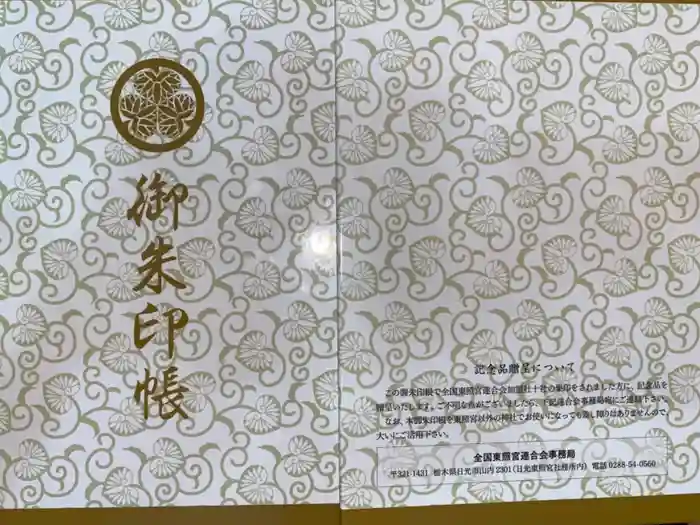 御朱印帳
記念品贈呈について
この御朱印帳で全国東照宮連合会加盟社十社の朱印をされました方に、記念品を
贈呈いたします。ご不明な点がございましたら、下記連合会事務局宛にご連絡下さい。
なお、本御朱印帳を東照宮以外の神社でお使いになっても差し障りはありませんので
大いにご活用下さい。
全国東照宮連合会事務局
〒321-1431 栃木県日光市山内2301(日光東照宮社務所内) 電話0288-54-0560